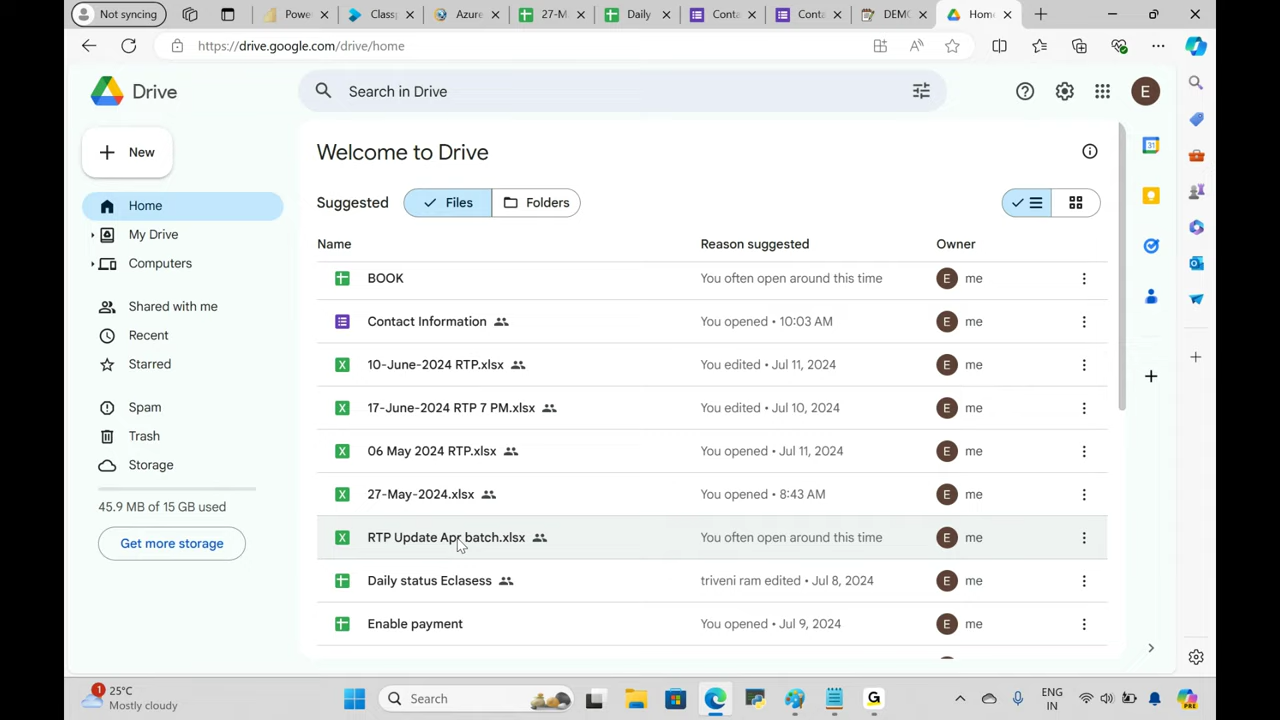 Not syncing
Power
Classp
Azure
27-M
Daily
Conta
Conta
DEMO
Home
https://drive.google.com/drive/home
Drive
Search in Drive
E
New
Welcome to Drive
Suggested
Files
Folders
Home
My Drive
Computers
Shared with me
Recent
Starred
Spam
Trash
Storage
45.9 MB of 15 GB used
Get more storage
Name Reason suggested Owner
BOOK You often open around this time E me
Contact Information You opened • 10:03 AM E me
10-June-2024 RTP.xlsx You edited • Jul 11, 2024 E me
17-June-2024 RTP 7 PM.xlsx You edited • Jul 10, 2024 E me
06 May 2024 RTP.xlsx You opened • Jul 11, 2024 E me
27-May-2024.xlsx You opened • 8:43 AM E me
RTP Update Apr batch.xlsx You often open around this time E me
Daily status Eclasess triveni ram edited • Jul 8, 2024 E me
Enable payment You opened • Jul 9, 2024 E me
31
1
25°C
Mostly cloudy
Search
G
ENG
IN
PRE